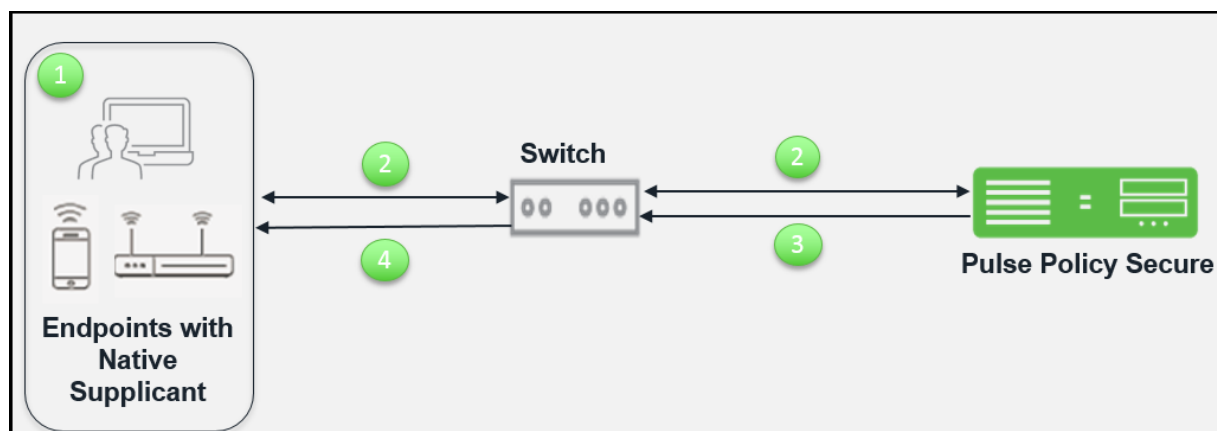 1
2
Switch
2
4
3
Pulse Policy Secure
Endpoints with
Native
Supplicant